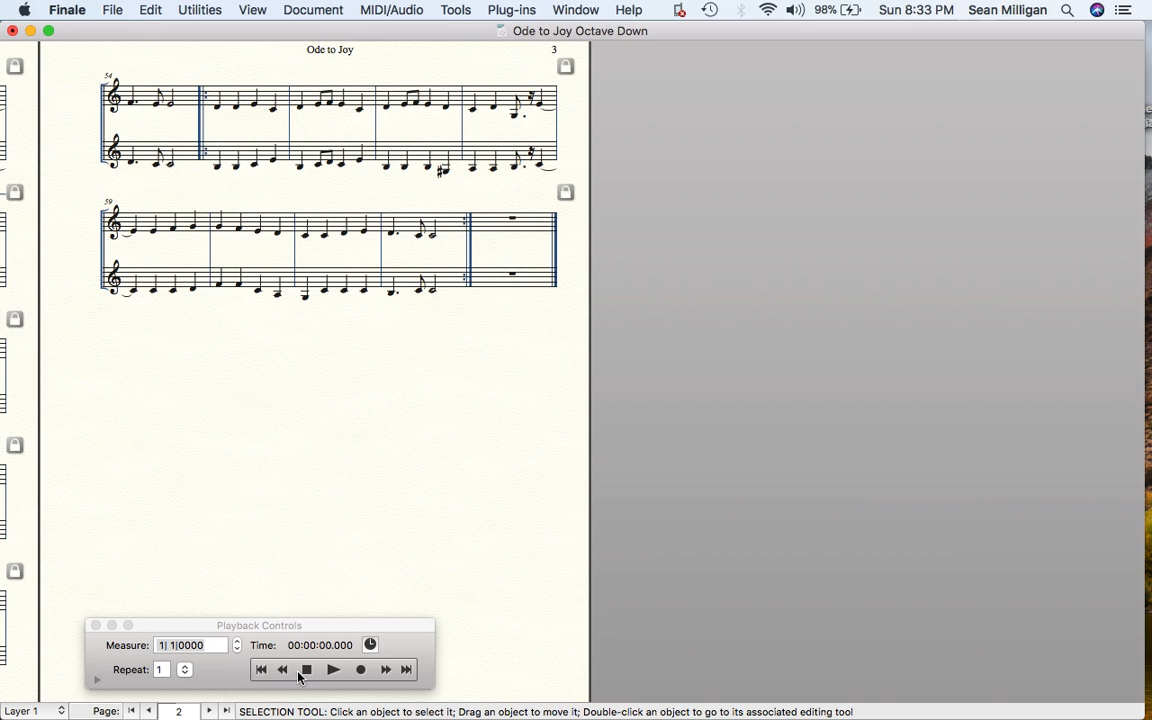 Finale File Edit Utilities View Document MIDI/Audio Tools Plug-ins Window Help 98% Sun 8:33 PM Sean Milligan
Ode to Joy Octave Down
Ode to Joy 3
54
59
Playback Controls
Measure: 1| 1|0000 Time: 00:00:00.000
Repeat: 1
Layer 1 Page: 2 SELECTION TOOL: Click an object to select it; Drag an object to move it; Double-click an object to go to its associated editing tool